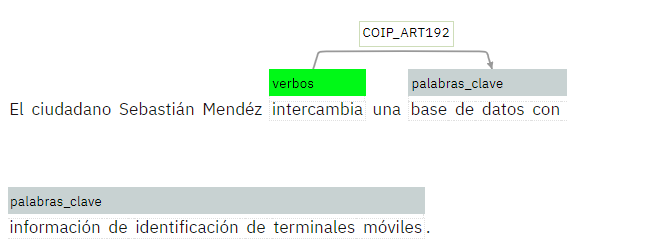 COIP_ART192
verbos palabras_clave
El ciudadano Sebastián Mendéz intercambia una base de datos con
palabras_clave
información de identificación de terminales móviles.